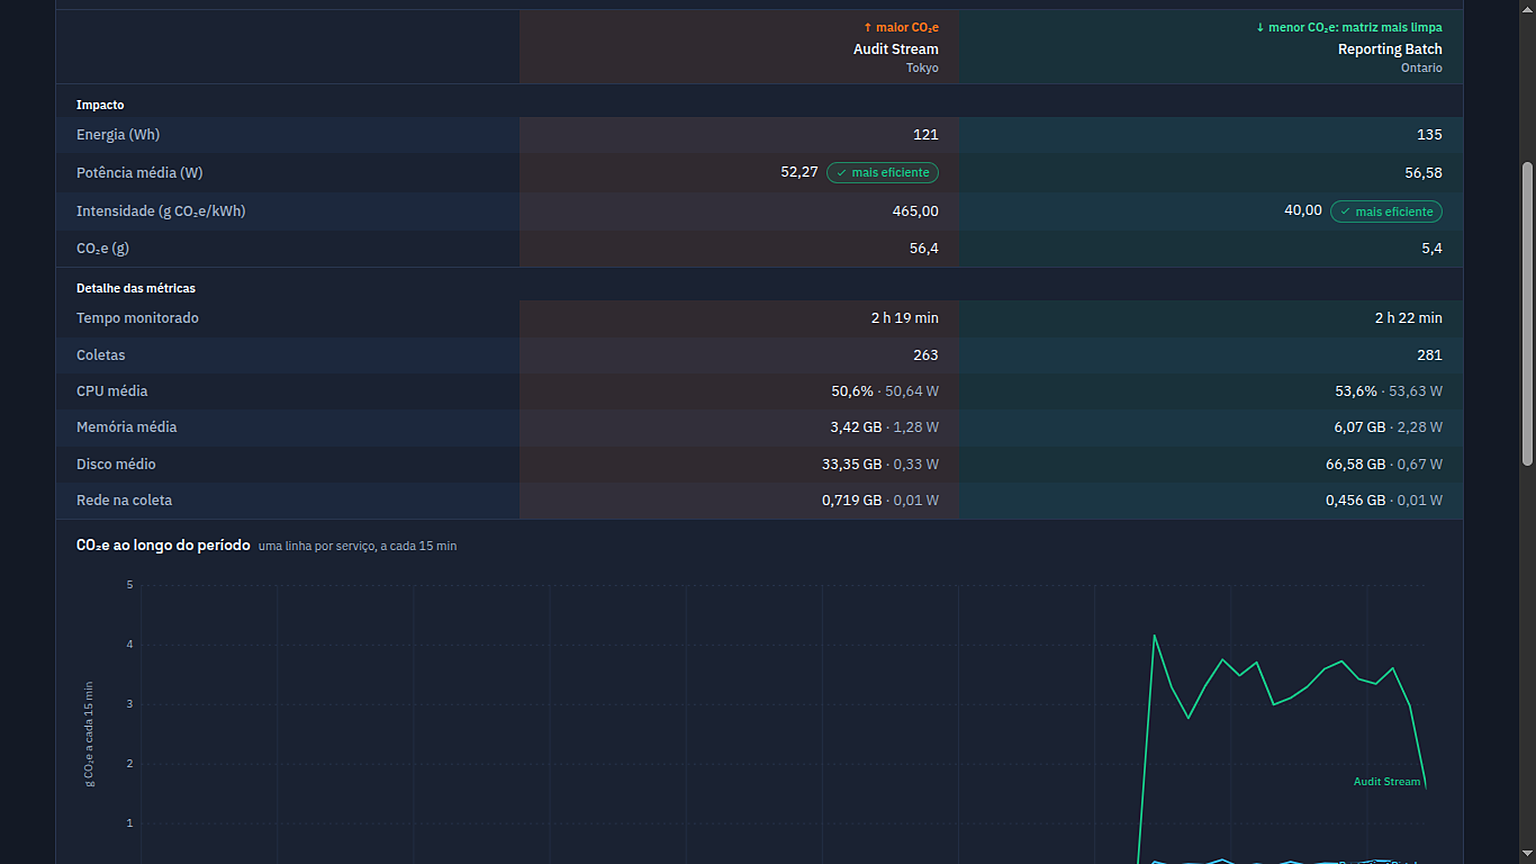 ↑ maior CO₂e ↓ menor CO₂e: matriz mais limpa
Audit Stream Reporting Batch
Tokyo Ontario
Impacto
Energia (Wh) 121 135
Potência média (W) 52,27 ✓ mais eficiente 56,58
Intensidade (g CO₂e/kWh) 465,00 40,00 ✓ mais eficiente
CO₂e (g) 56,4 5,4
Detalhe das métricas
Tempo monitorado 2 h 19 min 2 h 22 min
Coletas 263 281
CPU média 50,6% · 50,64 W 53,6% · 53,63 W
Memória média 3,42 GB · 1,28 W 6,07 GB · 2,28 W
Disco médio 33,35 GB · 0,33 W 66,58 GB · 0,67 W
Rede na coleta 0,719 GB · 0,01 W 0,456 GB · 0,01 W
CO₂e ao longo do período uma linha por serviço, a cada 15 min
5
4
3
2
1
g CO₂e a cada 15 min
Audit Stream